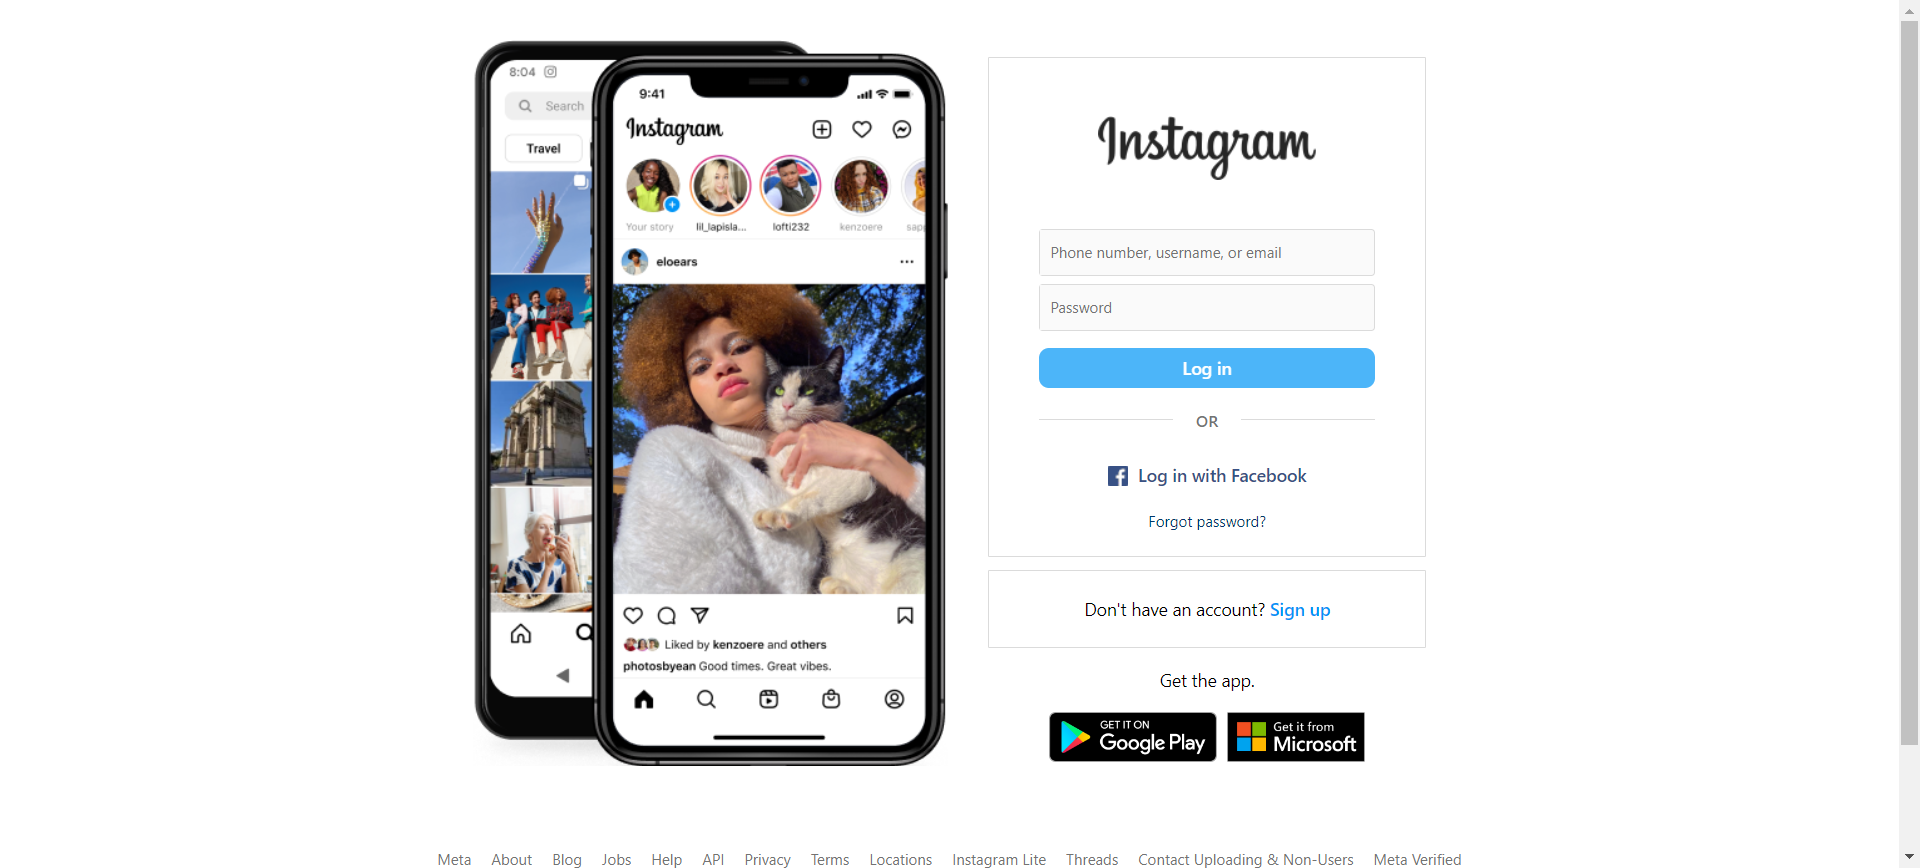 8:04
Search
Travel
9:41
Instagram
Your story
lil_lapisla...
lofti232
kenzoere
sapp
eloears
Liked by kenzoere and others
photosbyean Good times. Great vibes.
Instagram
Phone number, username, or email
Password
Log in
OR
Log in with Facebook
Forgot password?
Don't have an account? Sign up
Get the app.
GET IT ON
Google Play
Get it from
Microsoft
Meta About Blog Jobs Help API Privacy Terms Locations Instagram Lite Threads Contact Uploading & Non-Users Meta Verified